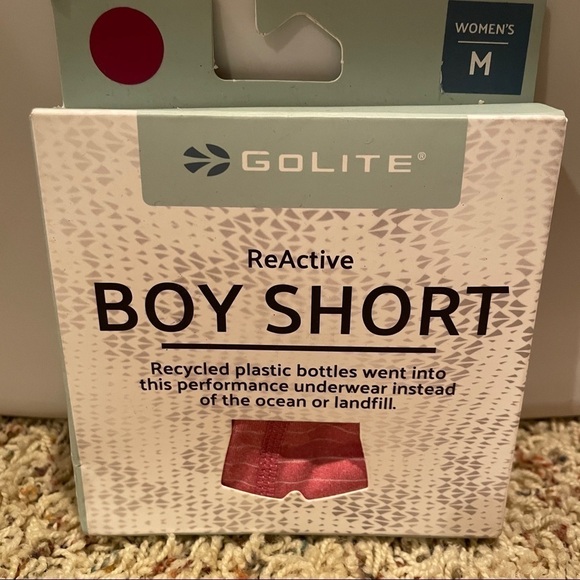 WOMEN'S
M
GOLITE®
ReActive
BOY SHORT
Recycled plastic bottles went into
this performance underwear instead
of the ocean or landfill.